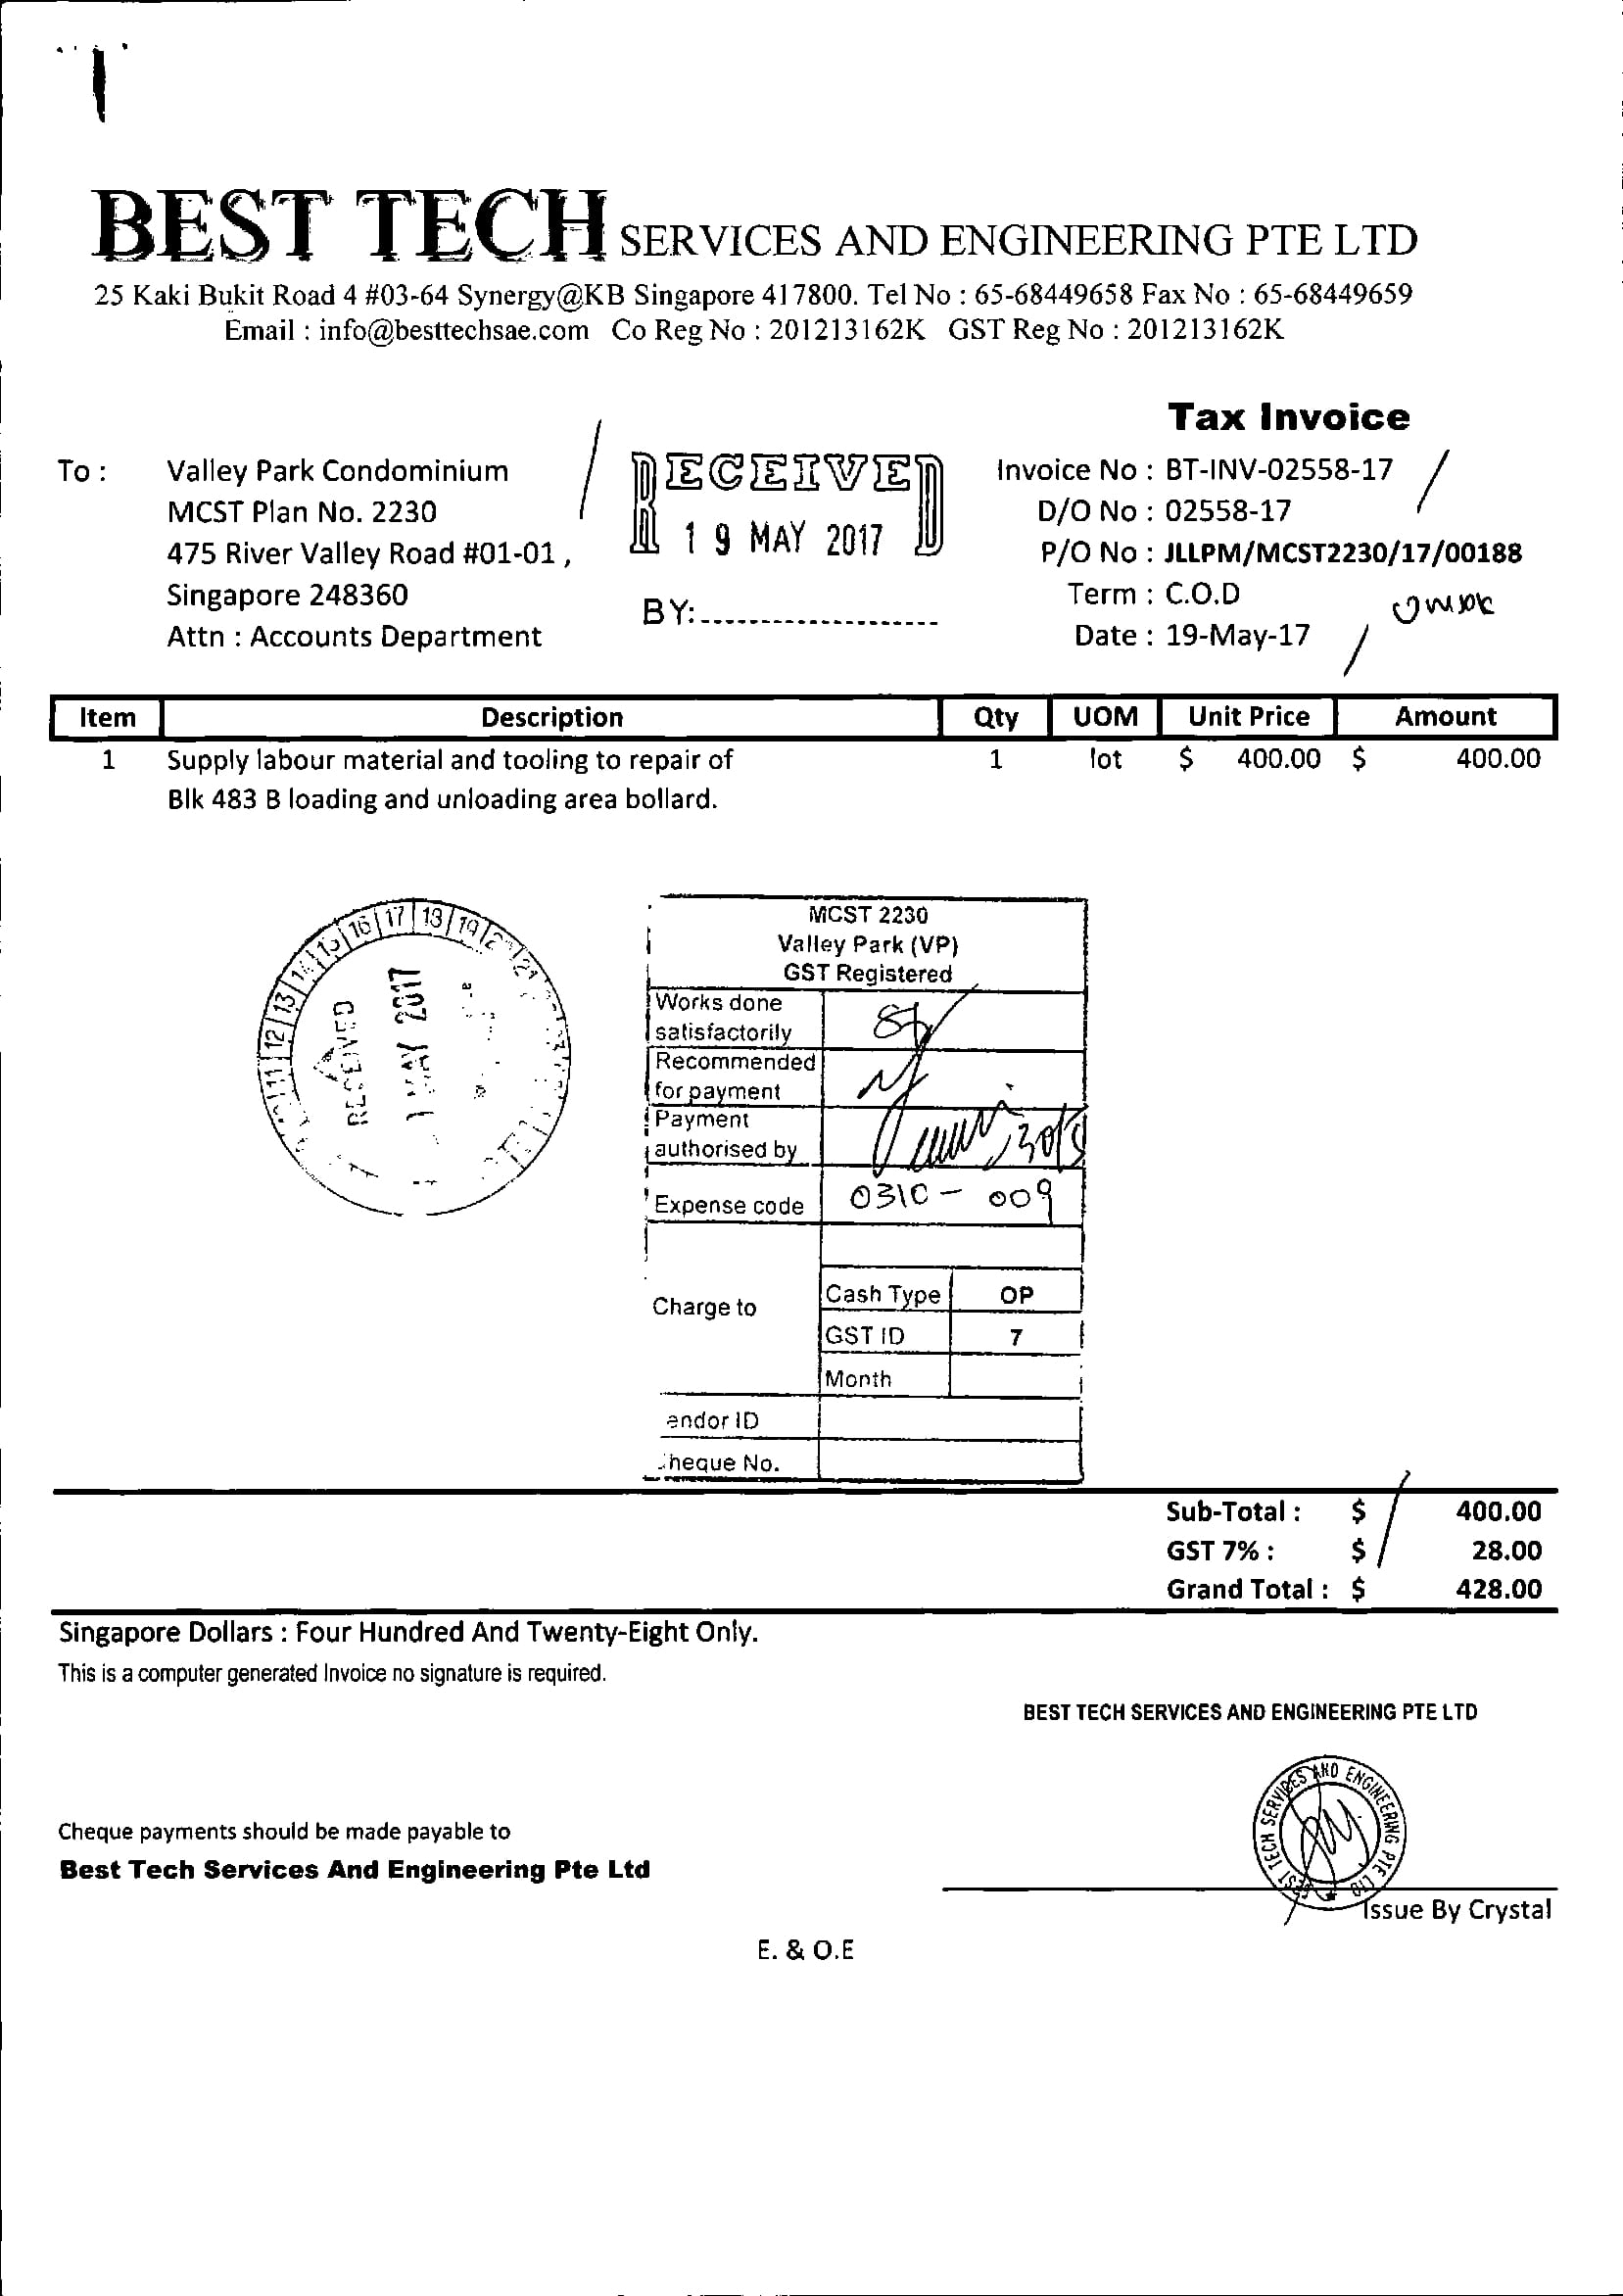 BEST TECH SERVICES AND ENGINEERING PTE LTD
25 Kaki Bukit Road 4 #03-64 Synergy@KB Singapore 417800. Tel No : 65-68449658 Fax No : 65-68449659
Email : info@besttechsae.com Co Reg No : 201213162K GST Reg No : 201213162K
Tax Invoice
To : Valley Park Condominium
MCST Plan No. 2230
475 River Valley Road #01-01 ,
Singapore 248360
Attn : Accounts Department
RECEIVED
19 MAY 2017
BY:
Invoice No : BT-INV-02558-17
D/O No : 02558-17
P/O No : JLLPM/MCST2230/17/00188
Term : C.O.D
Date : 19-May-17
Item Description Qty UOM Unit Price Amount
1 Supply labour material and tooling to repair of 1 lot $ 400.00 $ 400.00
Blk 483 B loading and unloading area bollard.
11 12 13 14 15 16 17 18 19 21
RECEIVED
MAY 2017
MCST 2230
Valley Park (VP)
GST Registered
Works done
satisfactorily
Recommended
for payment
Payment
authorised by
Expense code 0310 - 009
Charge to
Cash Type OP
GST ID 7
Month
endor ID
heque No.
Sub-Total : $ 400.00
GST 7% : $ 28.00
Grand Total : $ 428.00
Singapore Dollars : Four Hundred And Twenty-Eight Only.
This is a computer generated Invoice no signature is required.
BEST TECH SERVICES AND ENGINEERING PTE LTD
BEST TECH SERVICES AND ENGINEERING PTE LTD
Cheque payments should be made payable to
Best Tech Services And Engineering Pte Ltd
Issue By Crystal
E. & O.E